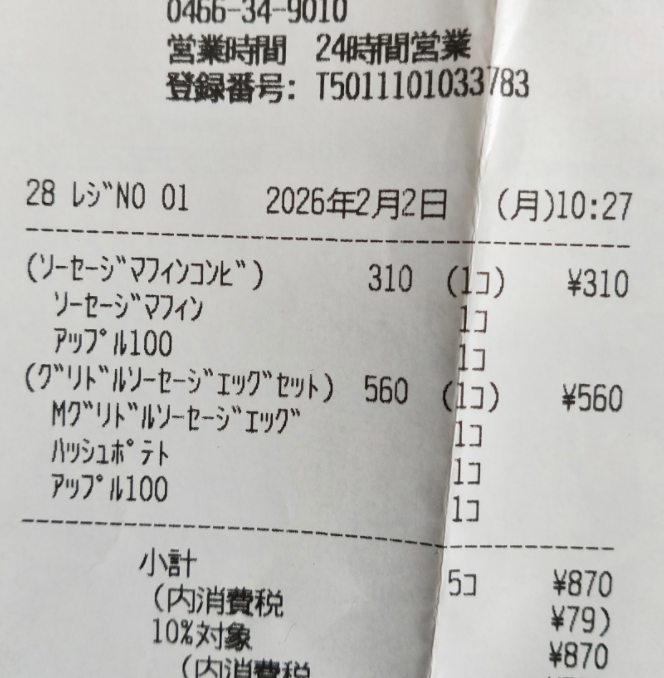 0466-34-9010
営業時間 24時間営業
登録番号: T5011101033783
28 ﾚｼﾞNO 01 2026年2月2日 (月)10:27
(ｿｰｾｰｼﾞﾏﾌｨﾝｺﾝﾋﾞ) 310 (1ｺ) ¥310
ｿｰｾｰｼﾞﾏﾌｨﾝ 1ｺ
ｱｯﾌﾟﾙ100 1ｺ
(ｸﾞﾘﾄﾞﾙｿｰｾｰｼﾞｴｯｸﾞｾｯﾄ) 560 (1ｺ) ¥560
Mｸﾞﾘﾄﾞﾙｿｰｾｰｼﾞｴｯｸﾞ 1ｺ
ﾊｯｼｭﾎﾟﾃﾄ 1ｺ
ｱｯﾌﾟﾙ100 1ｺ
小計 5ｺ ¥870
(内消費税 ¥79)
10%対象 ¥870
(内消費税